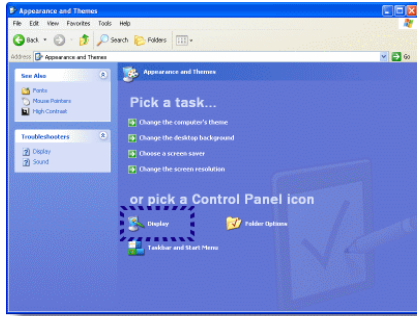 Appearance and Themes
File Edit View Favorites Tools Help
Back Search Folders
Address Appearance and Themes Go
See Also
Fonts
Mouse Pointers
High Contrast
Troubleshooters
Display
Sound
Appearance and Themes
Pick a task...
Change the computer's theme
Change the desktop background
Choose a screen saver
Change the screen resolution
or pick a Control Panel icon
Display Folder Options
Taskbar and Start Menu